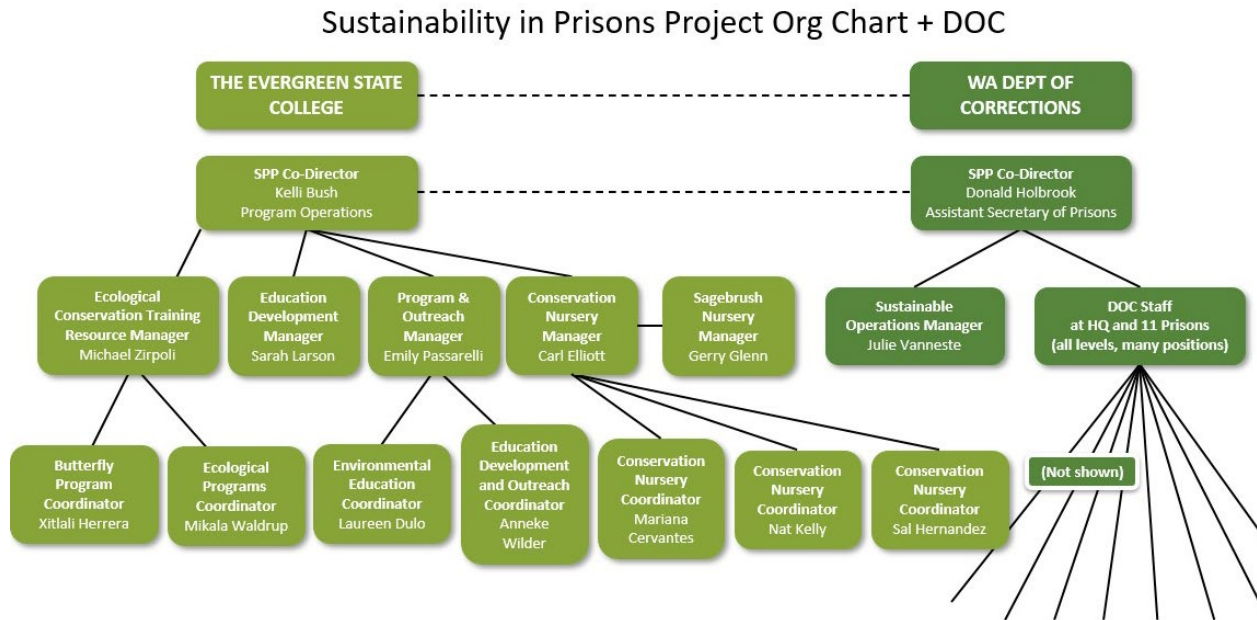 Sustainability in Prisons Project Org Chart + DOC
THE EVERGREEN STATE
COLLEGE
WA DEPT OF
CORRECTIONS
SPP Co-Director
Kelli Bush
Program Operations
SPP Co-Director
Donald Holbrook
Assistant Secretary of Prisons
Ecological
Conservation Training
Resource Manager
Michael Zirpoli
Education
Development
Manager
Sarah Larson
Program &
Outreach
Manager
Emily Passarelli
Conservation
Nursery
Manager
Carl Elliott
Sagebrush
Nursery
Manager
Gerry Glenn
Sustainable
Operations Manager
Julie Vanneste
DOC Staff
at HQ and 11 Prisons
(all levels, many positions)
Butterfly
Program
Coordinator
Xitlali Herrera
Ecological
Programs
Coordinator
Mikala Waldrup
Environmental
Education
Coordinator
Laureen Dulo
Education
Development
and Outreach
Coordinator
Anneke
Wilder
Conservation
Nursery
Coordinator
Mariana
Cervantes
Conservation
Nursery
Coordinator
Nat Kelly
Conservation
Nursery
Coordinator
Sal Hernandez
(Not shown)